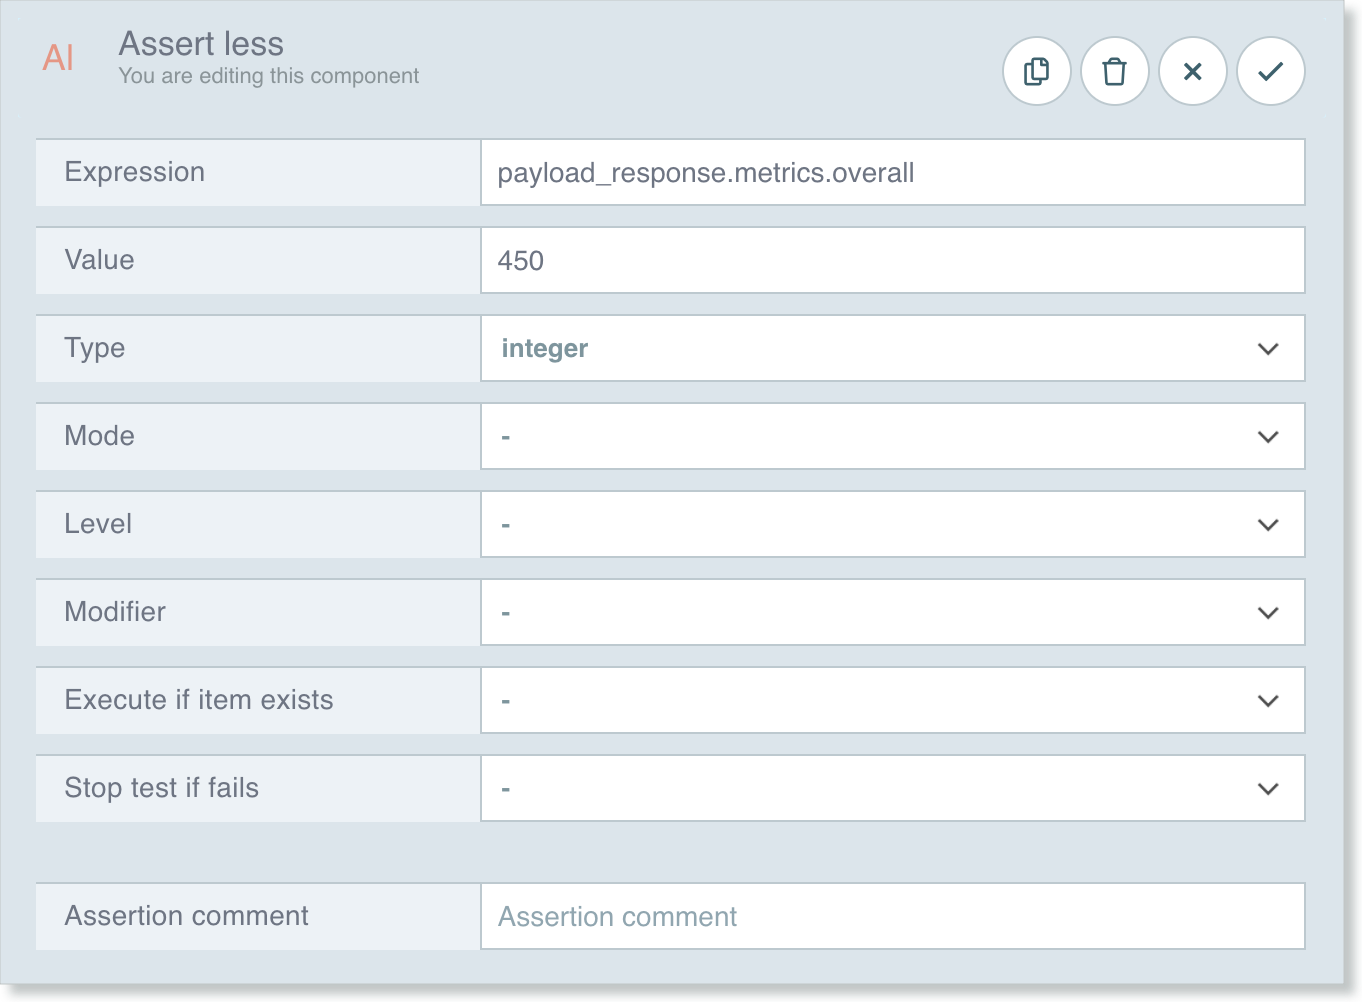 Al
Assert less
You are editing this component
Expression
payload_response.metrics.overall
Value
450
Type
integer
Mode
-
Level
-
Modifier
-
Execute if item exists
-
Stop test if fails
-
Assertion comment
Assertion comment